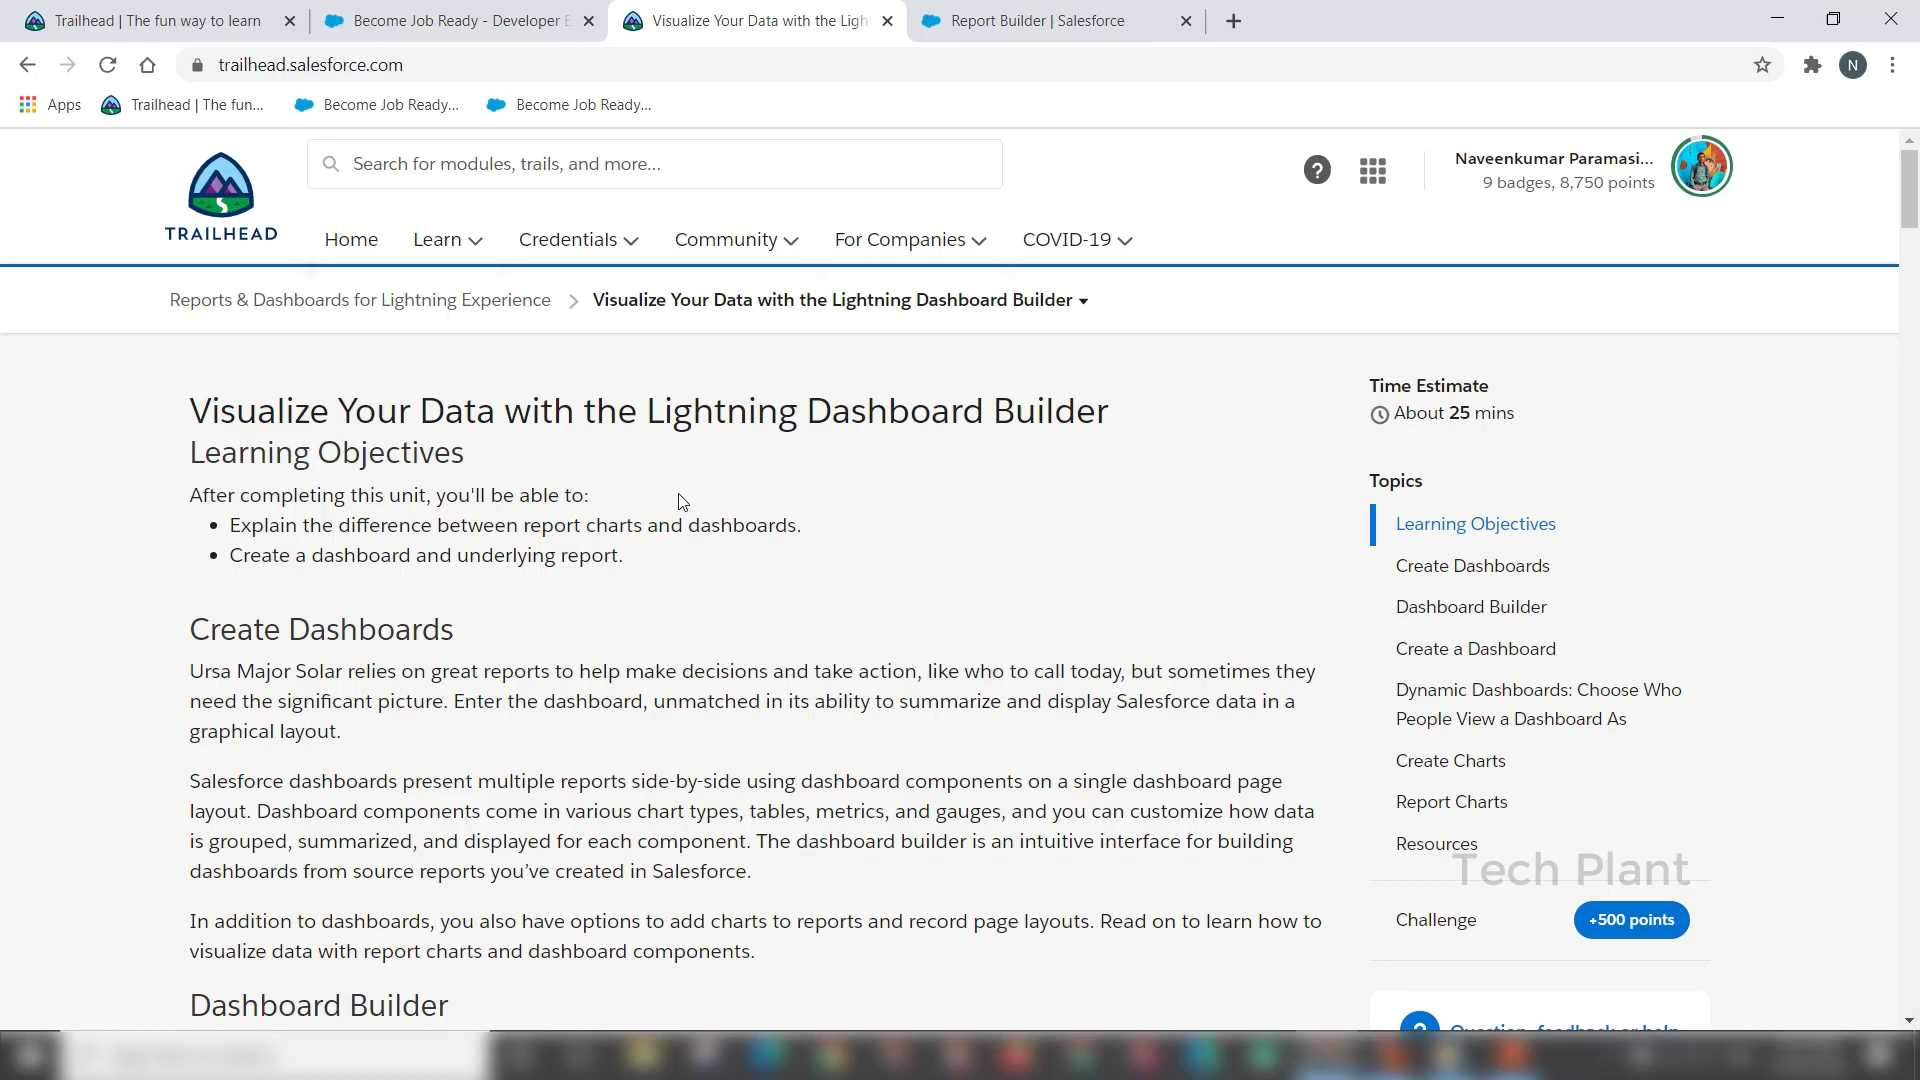 Trailhead | The fun way to learn
Become Job Ready - Developer E
Visualize Your Data with the Ligh
Report Builder | Salesforce
trailhead.salesforce.com
N
Apps
Trailhead | The fun...
Become Job Ready...
Become Job Ready...
TRAILHEAD
Search for modules, trails, and more...
?
Naveenkumar Paramasi...
9 badges, 8,750 points
Home
Learn
Credentials
Community
For Companies
COVID-19
Reports & Dashboards for Lightning Experience
Visualize Your Data with the Lightning Dashboard Builder
Visualize Your Data with the Lightning Dashboard Builder
Learning Objectives
After completing this unit, you'll be able to:
• Explain the difference between report charts and dashboards.
• Create a dashboard and underlying report.
Create Dashboards
Ursa Major Solar relies on great reports to help make decisions and take action, like who to call today, but sometimes they
need the significant picture. Enter the dashboard, unmatched in its ability to summarize and display Salesforce data in a
graphical layout.
Salesforce dashboards present multiple reports side-by-side using dashboard components on a single dashboard page
layout. Dashboard components come in various chart types, tables, metrics, and gauges, and you can customize how data
is grouped, summarized, and displayed for each component. The dashboard builder is an intuitive interface for building
dashboards from source reports you’ve created in Salesforce.
In addition to dashboards, you also have options to add charts to reports and record page layouts. Read on to learn how to
visualize data with report charts and dashboard components.
Dashboard Builder
Time Estimate
About 25 mins
Topics
Learning Objectives
Create Dashboards
Dashboard Builder
Create a Dashboard
Dynamic Dashboards: Choose Who
People View a Dashboard As
Create Charts
Report Charts
Resources
Tech Plant
Challenge
+500 points
Question, feedback or help